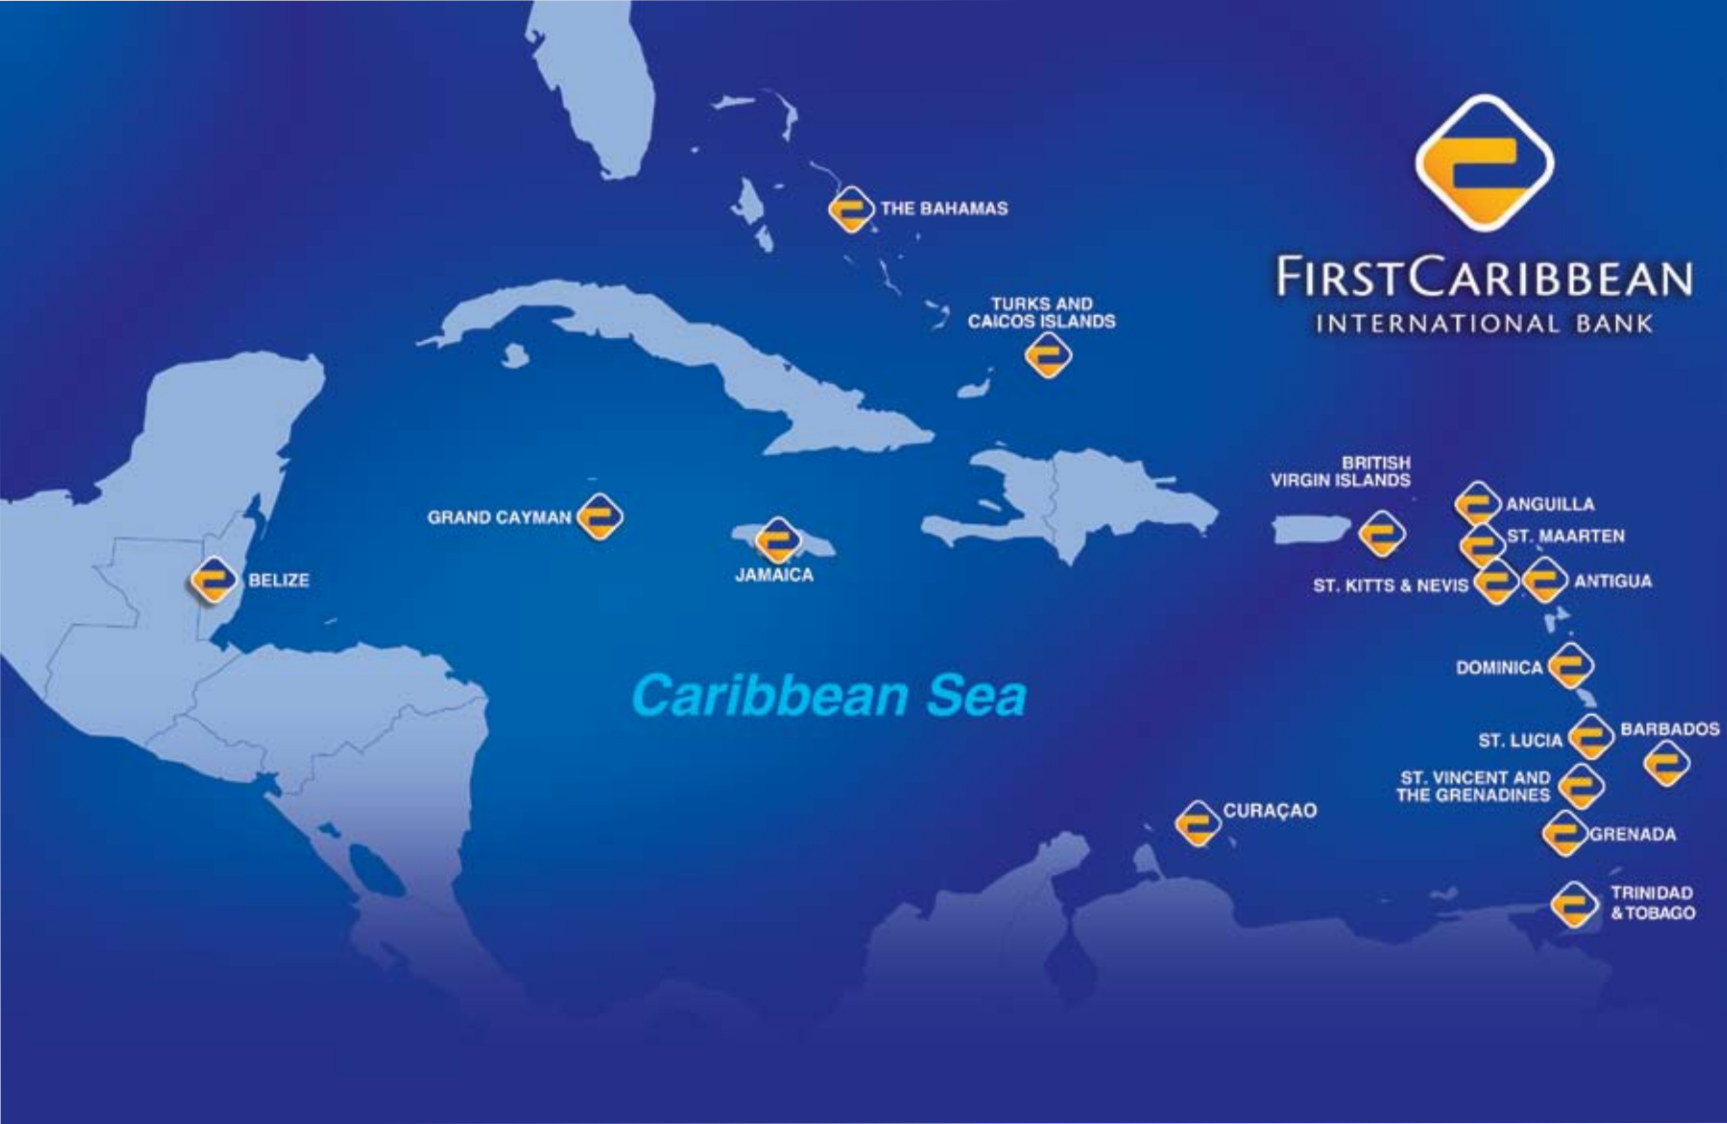 THE BAHAMAS
FIRSTCARIBBEAN
INTERNATIONAL BANK
TURKS AND
CAICOS ISLANDS
BRITISH
VIRGIN ISLANDS
ANGUILLA
GRAND CAYMAN
ST. MAARTEN
JAMAICA
BELIZE
ST. KITTS & NEVIS
ANTIGUA
DOMINICA
Caribbean Sea
BARBADOS
ST. LUCIA
ST. VINCENT AND
THE GRENADINES
CURAÇAO
GRENADA
TRINIDAD
& TOBAGO